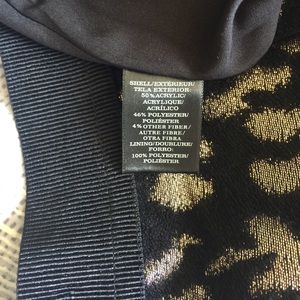 SHELL/EXTÉRIEUR/
TELA EXTERIOR:
50%ACRYLIC/
ACRYLIQUE/
ACRÍLICO
46% POLYESTER/
POLIÉSTER
4% OTHER FIBER/
AUTRE FIBRE/
OTRA FIBRA
LINING/DOUBLURE/
FORRO:
100% POLYESTER/
POLIÉSTER